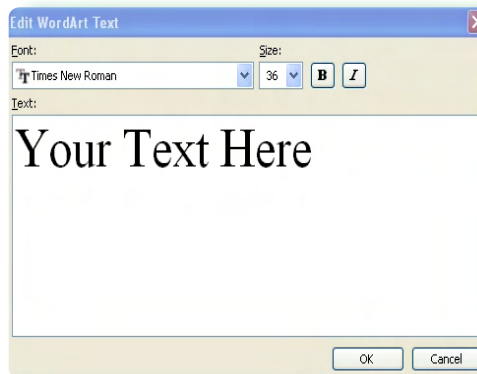 Edit WordArt Text
Font:
Size:
Times New Roman
36
B
I
Text:
Your Text Here
OK
Cancel